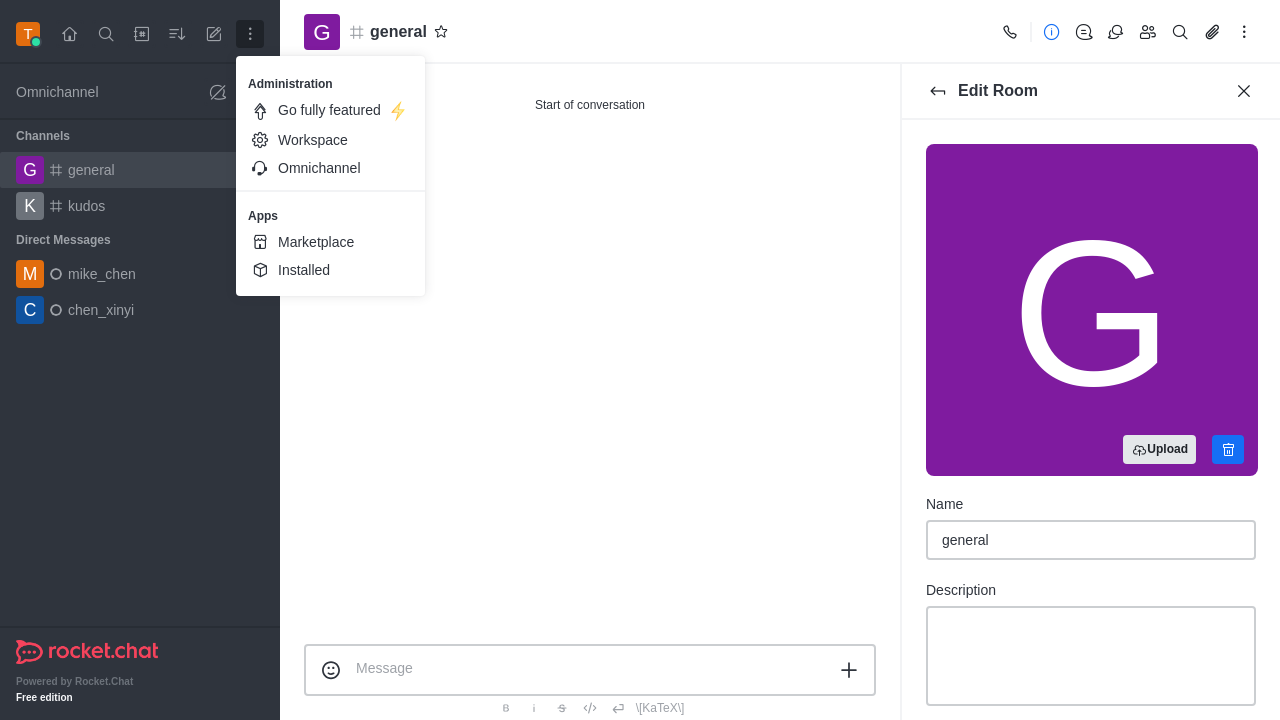 T
G
general
Omnichannel
Administration
Go fully featured
Workspace
Omnichannel
Apps
Marketplace
Installed
Channels
G general
K kudos
Direct Messages
M mike_chen
C chen_xinyi
rocket.chat
Powered by Rocket.Chat
Free edition
Start of conversation
Message
\[KaTeX\]
Edit Room
G
Upload
Name
general
Description